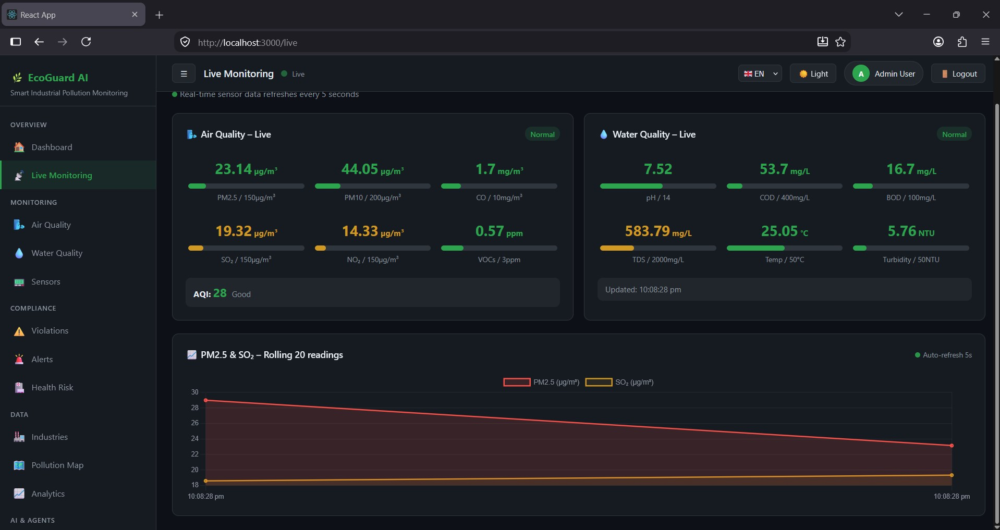 React App
http://localhost:3000/live
EcoGuard AI
Smart Industrial Pollution Monitoring
OVERVIEW
Dashboard
Live Monitoring
MONITORING
Air Quality
Water Quality
Sensors
COMPLIANCE
Violations
Alerts
Health Risk
DATA
Industries
Pollution Map
Analytics
AI & AGENTS
Live Monitoring Live
EN Light A Admin User Logout
Real-time sensor data refreshes every 5 seconds
Air Quality – Live Normal
23.14 µg/m³ 44.05 µg/m³ 1.7 mg/m³
PM2.5 / 150µg/m³ PM10 / 200µg/m³ CO / 10mg/m³
19.32 µg/m³ 14.33 µg/m³ 0.57 ppm
SO₂ / 150µg/m³ NO₂ / 150µg/m³ VOCs / 3ppm
AQI: 28 Good
Water Quality – Live Normal
7.52 53.7 mg/L 16.7 mg/L
pH / 14 COD / 400mg/L BOD / 100mg/L
583.79 mg/L 25.05 °C 5.76 NTU
TDS / 2000mg/L Temp / 50°C Turbidity / 50NTU
Updated: 10:08:28 pm
PM2.5 & SO₂ – Rolling 20 readings Auto-refresh 5s
PM2.5 (µg/m³) SO₂ (µg/m³)
30
28
26
24
22
20
18
10:08:28 pm 10:08:28 pm